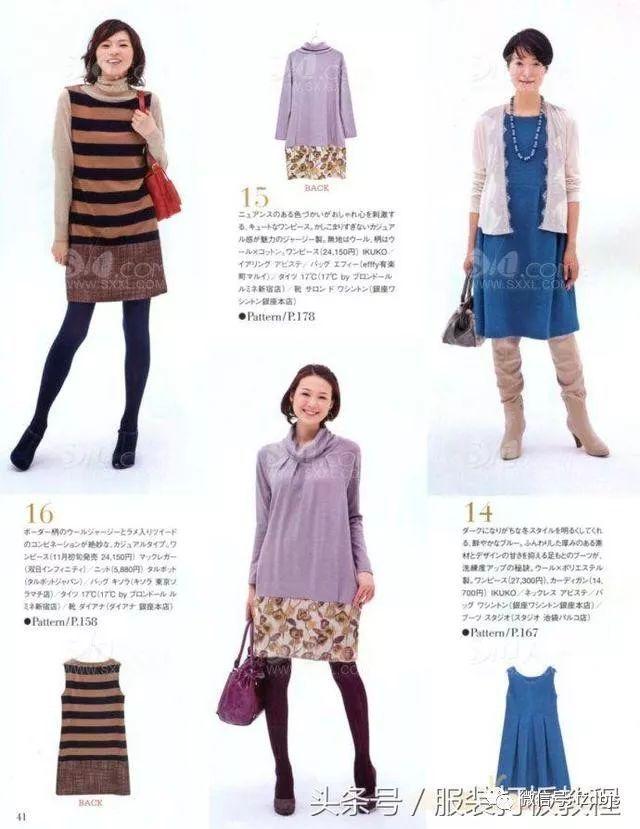 BACK
15
ニュアンスのある色づかいがおしゃれ心を刺激す
る、キュートなワンピース。かしこまりすぎないカジュアル
感が魅力のジャージー製。無地はウール、柄はウ
ール×コットン。ワンピース(24,150円) IKUKO/
イアリング アビステ/バッグ エフィー(efffy有楽
町マルイ)/タイツ 17℃(17℃ by ブロンドール
ルミネ新宿店)/靴 サロン ド ワシントン(銀座ワ
シントン銀座本店)
●Pattern/P.178
16
ボーダー柄のウールジャージーとラメ入りツイード
のコンビネーションが絶妙な、カジュアルタイプ。ワ
ンピース(11月初旬発売 24,150円) マックレガー
(双日インフィニティ)/ニット(5,880円) タルボット
(タルボットジャパン)/バッグ キソラ(キソラ 東京ソ
ラマチ店)/タイツ 17℃(17℃ by ブロンドール ル
ミネ新宿店)/靴 ダイアナ(ダイアナ 銀座本店)
●Pattern/P.158
BACK
14
ダークになりがちな冬スタイルを明るくしてくれ
る、鮮やかなブルー。ふんわりした厚みのある素
材とデザインの甘さを抑える足もとのブーツが、
洗練度アップの秘訣。ウール×ポリエステル
製。ワンピース(27,300円)、カーディガン(14,
700円) IKUKO/ネックレス アビステ/バ
ッグ ワシントン(銀座ワシントン銀座本店)/
ブーツ スタジオ(スタジオ 池袋パルコ店)
●Pattern/P.167
41
头条号/服装打板教程
SXXL.COM
WWW.SXXL.COM